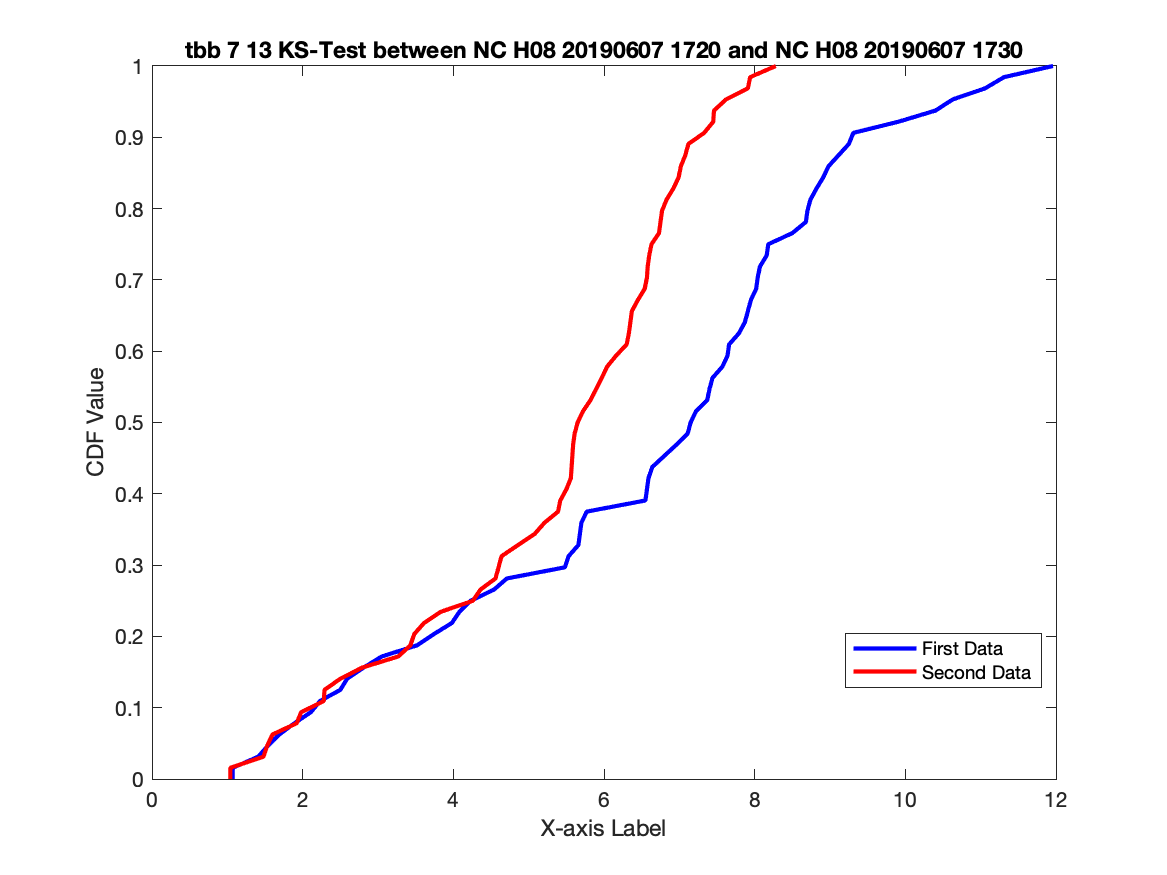 tbb 7 13 KS-Test between NC H08 20190607 1720 and NC H08 20190607 1730
1
0.9
0.8
0.7
0.6
0.5
0.4
0.3
0.2
0.1
0
CDF Value
First Data
Second Data
0 2 4 6 8 10 12
X-axis Label